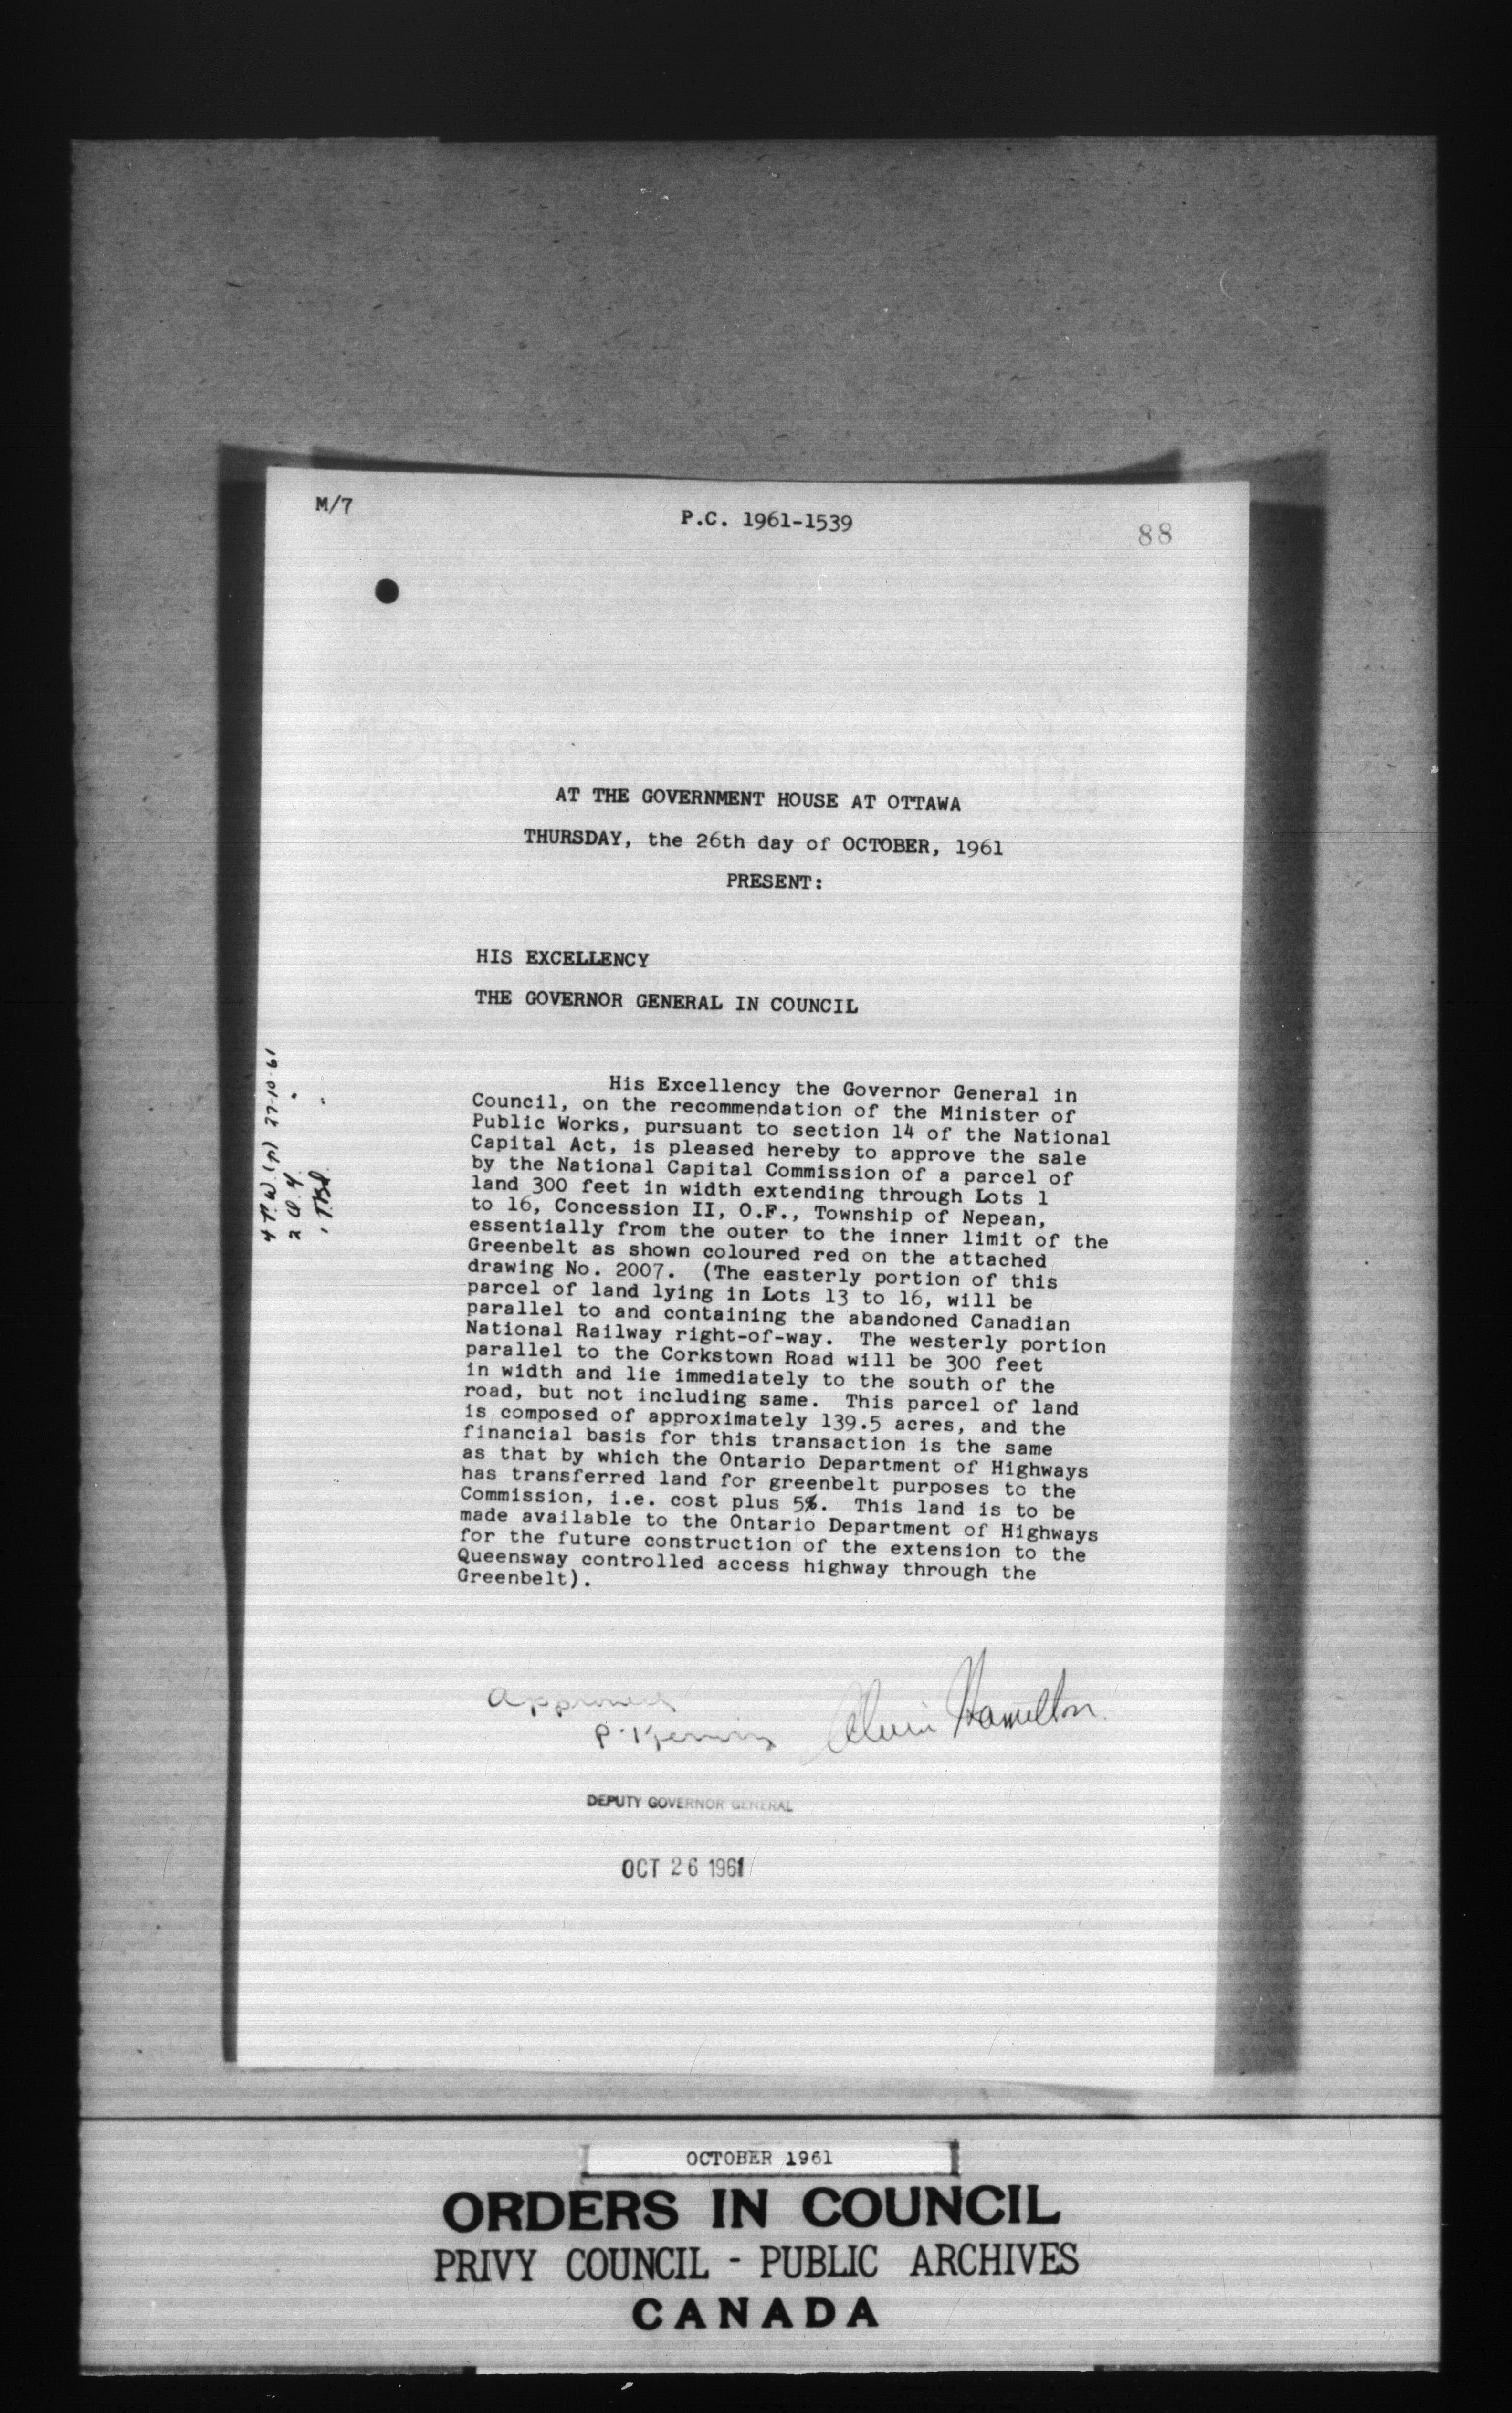 M/7
P.C. 1961-1539
88
AT THE GOVERNMENT HOUSE AT OTTAWA
THURSDAY, the 26th day of OCTOBER, 1961
PRESENT:
HIS EXCELLENCY
THE GOVERNOR GENERAL IN COUNCIL
4 P.W.(n) 27-10-61
His Excellency the Governor General in
Council, on the recommendation of the Minister of
Public Works, pursuant to section 14 of the National
Capital Act, is pleased hereby to approve the sale
by the National Capital Commission of a parcel of
land 300 feet in width extending through Lots 1
to 16, Concession II, O.F., Township of Nepean,
essentially from the outer to the inner limit of the
Greenbelt as shown coloured red on the attached
drawing No. 2007. (The easterly portion of this
parcel of land lying in Lots 13 to 16, will be
parallel to and containing the abandoned Canadian
National Railway right-of-way. The westerly portion
parallel to the Corkstown Road will be 300 feet
in width and lie immediately to the south of the
road, but not including same. This parcel of land
is composed of approximately 139.5 acres, and the
financial basis for this transaction is the same
as that by which the Ontario Department of Highways
has transferred land for greenbelt purposes to the
Commission, i.e. cost plus 5%. This land is to be
made available to the Ontario Department of Highways
for the future construction of the extension to the
Queensway controlled access highway through the
Greenbelt).
Approved
P. Kerwin
Alvin Hamilton.
DEPUTY GOVERNOR GENERAL
OCT 26 1961
OCTOBER 1961
ORDERS IN COUNCIL
PRIVY COUNCIL - PUBLIC ARCHIVES
CANADA